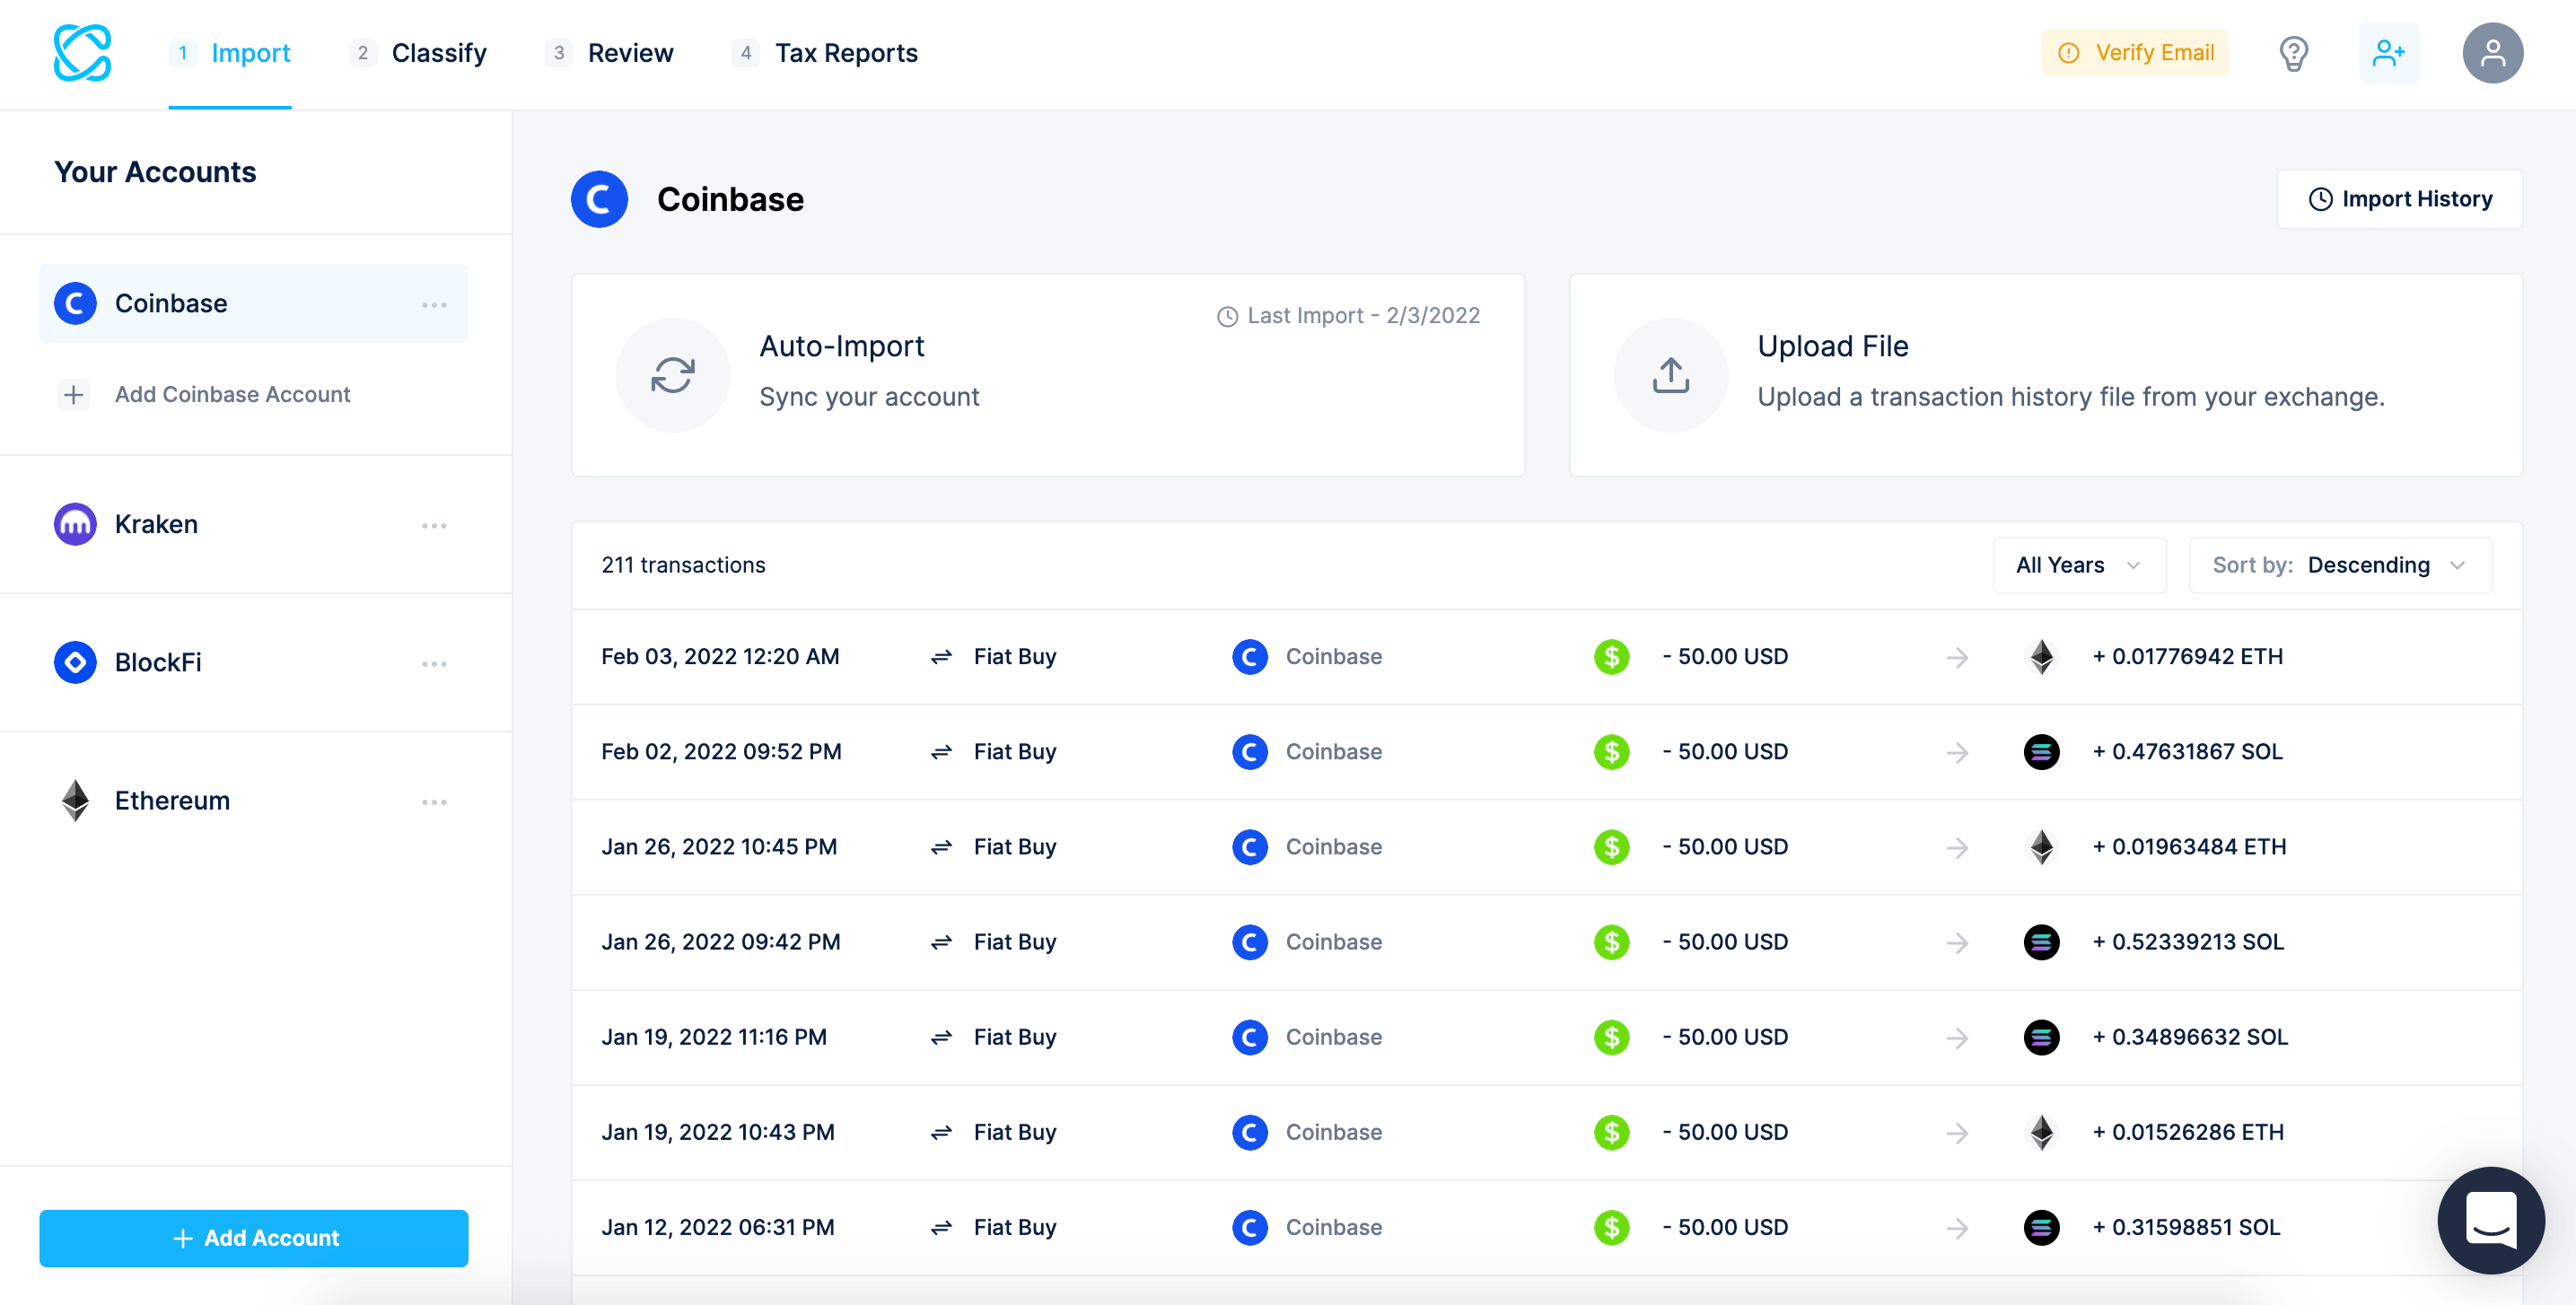 1 Import 2 Classify 3 Review 4 Tax Reports Verify Email
Your Accounts
Coinbase
Add Coinbase Account
Kraken
BlockFi
Ethereum
+ Add Account
Coinbase
Import History
Last Import - 2/3/2022
Auto-Import
Sync your account
Upload File
Upload a transaction history file from your exchange.
211 transactions All Years Sort by: Descending
Feb 03, 2022 12:20 AM Fiat Buy Coinbase $ - 50.00 USD + 0.01776942 ETH
Feb 02, 2022 09:52 PM Fiat Buy Coinbase $ - 50.00 USD + 0.47631867 SOL
Jan 26, 2022 10:45 PM Fiat Buy Coinbase $ - 50.00 USD + 0.01963484 ETH
Jan 26, 2022 09:42 PM Fiat Buy Coinbase $ - 50.00 USD + 0.52339213 SOL
Jan 19, 2022 11:16 PM Fiat Buy Coinbase $ - 50.00 USD + 0.34896632 SOL
Jan 19, 2022 10:43 PM Fiat Buy Coinbase $ - 50.00 USD + 0.01526286 ETH
Jan 12, 2022 06:31 PM Fiat Buy Coinbase $ - 50.00 USD + 0.31598851 SOL